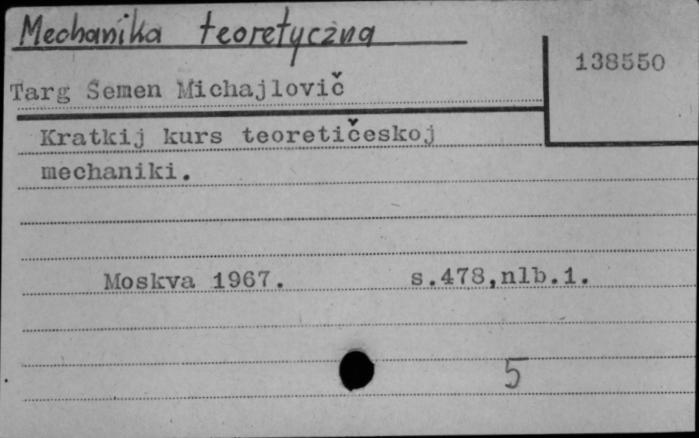 Mechanika teoretyczna
138550
Targ Semen Michajlovič
Kratkij kurs teoretičeskoj
mechaniki.
Moskva 1967. s.478,nlb.1.
5